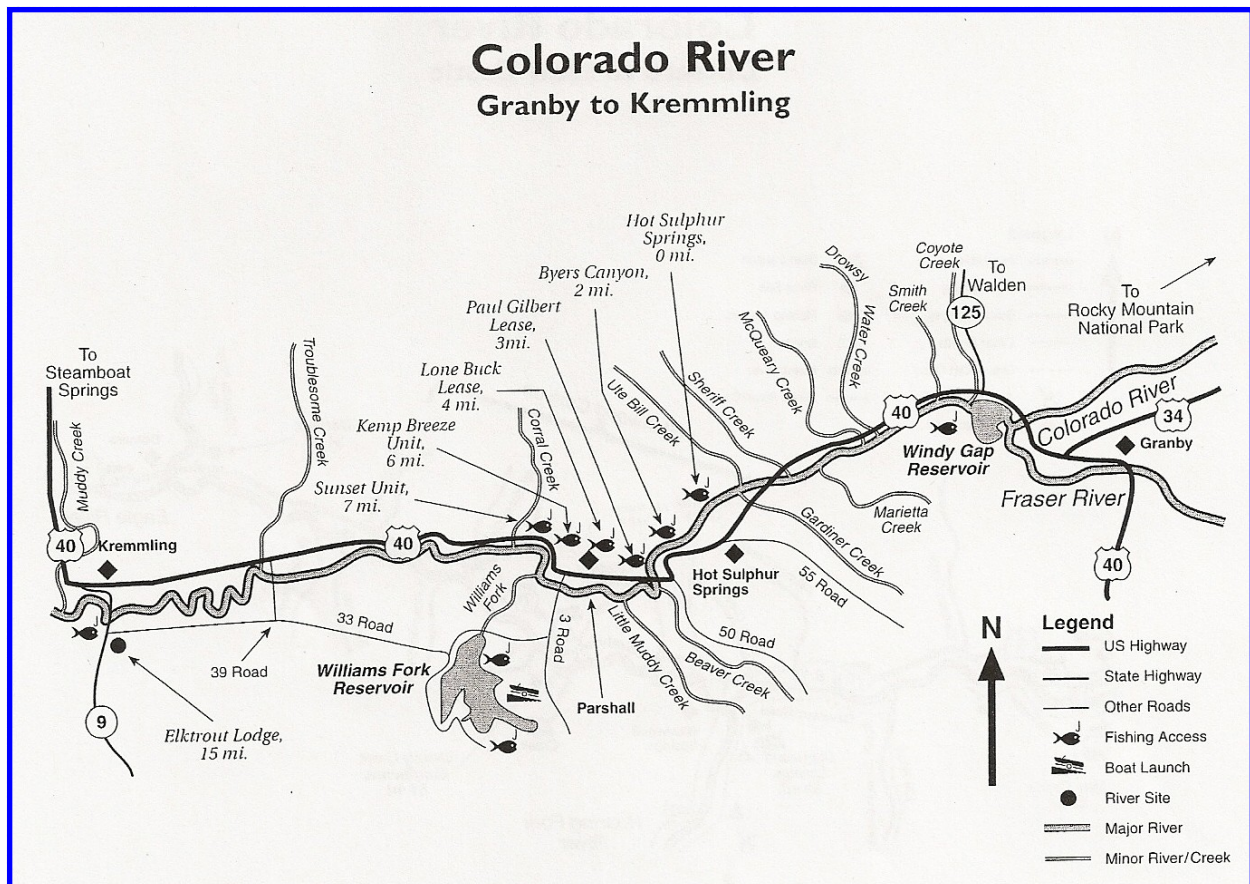 Colorado River
Granby to Kremmling
Hot Sulphur
Springs,
0 mi.
Byers Canyon,
2 mi.
Paul Gilbert
Lease,
3mi.
Lone Buck
Lease,
4 mi.
Kemp Breeze
Unit,
6 mi.
Sunset Unit,
7 mi.
To
Steamboat
Springs
Muddy Creek
Troublesome Creek
Corral Creek
Ute Bill Creek
Sheriff Creek
McQueary Creek
Drowsy
Water Creek
Smith
Creek
Coyote
Creek
To
Walden
125
To
Rocky Mountain
National Park
Colorado River
34
Granby
40
Windy Gap
Reservoir
Fraser River
Marietta
Creek
Gardiner Creek
40
40
Kremmling
40
Hot Sulphur
Springs
55 Road
50 Road
Beaver Creek
Little Muddy Creek
Williams
Fork
3 Road
33 Road
39 Road
Williams Fork
Reservoir
Parshall
9
Elktrout Lodge,
15 mi.
N
Legend
US Highway
State Highway
Other Roads
Fishing Access
Boat Launch
River Site
Major River
Minor River/Creek